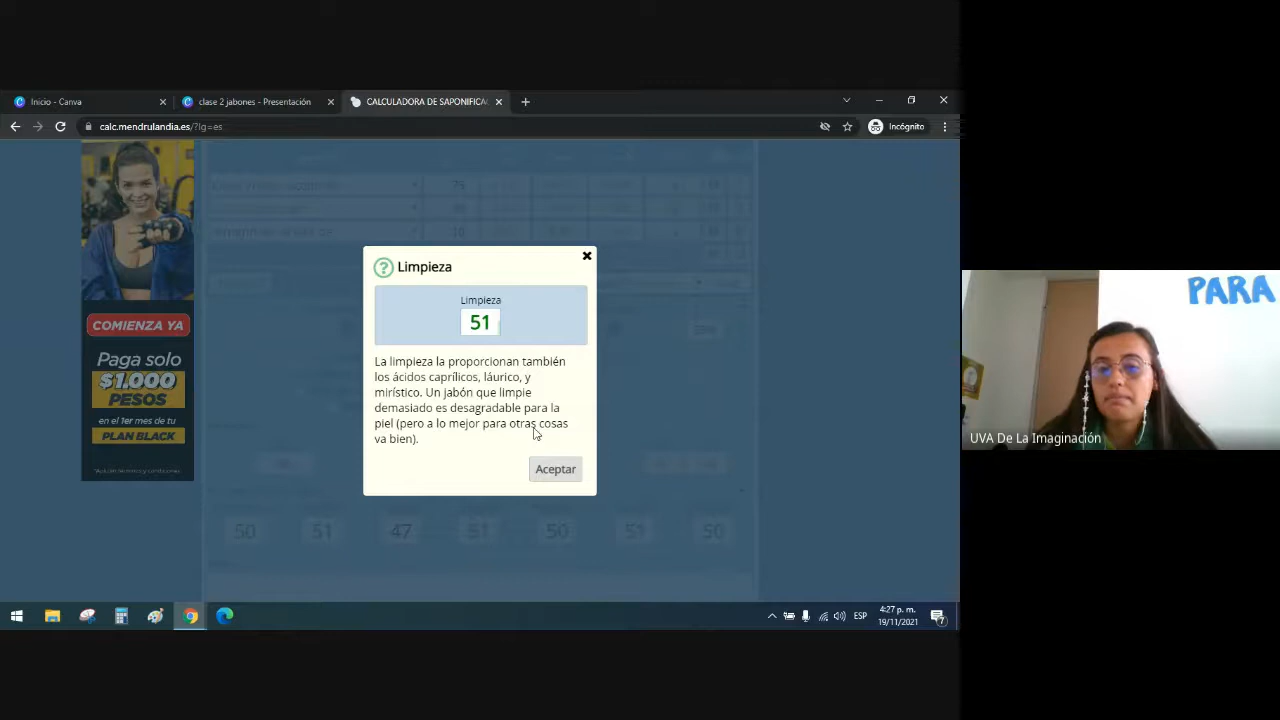 Inicio - Canva
clase 2 jabones - Presentación
CALCULADORA DE SAPONIFICA
calc.mendrulandia.es/?lg=es
Incógnito
75
10
COMIENZA YA
Paga solo
$1.000
PESOS
en el 1er mes de tu
PLAN BLACK
Limpieza
Limpieza
51
La limpieza la proporcionan también
los ácidos caprílicos, láurico, y
mirístico. Un jabón que limpie
demasiado es desagradable para la
piel (pero a lo mejor para otras cosas
va bien).
Aceptar
50 51 47 51 50 51 50
PARA
UVA De La Imaginación
ESP
4:27 p. m.
19/11/2021
7